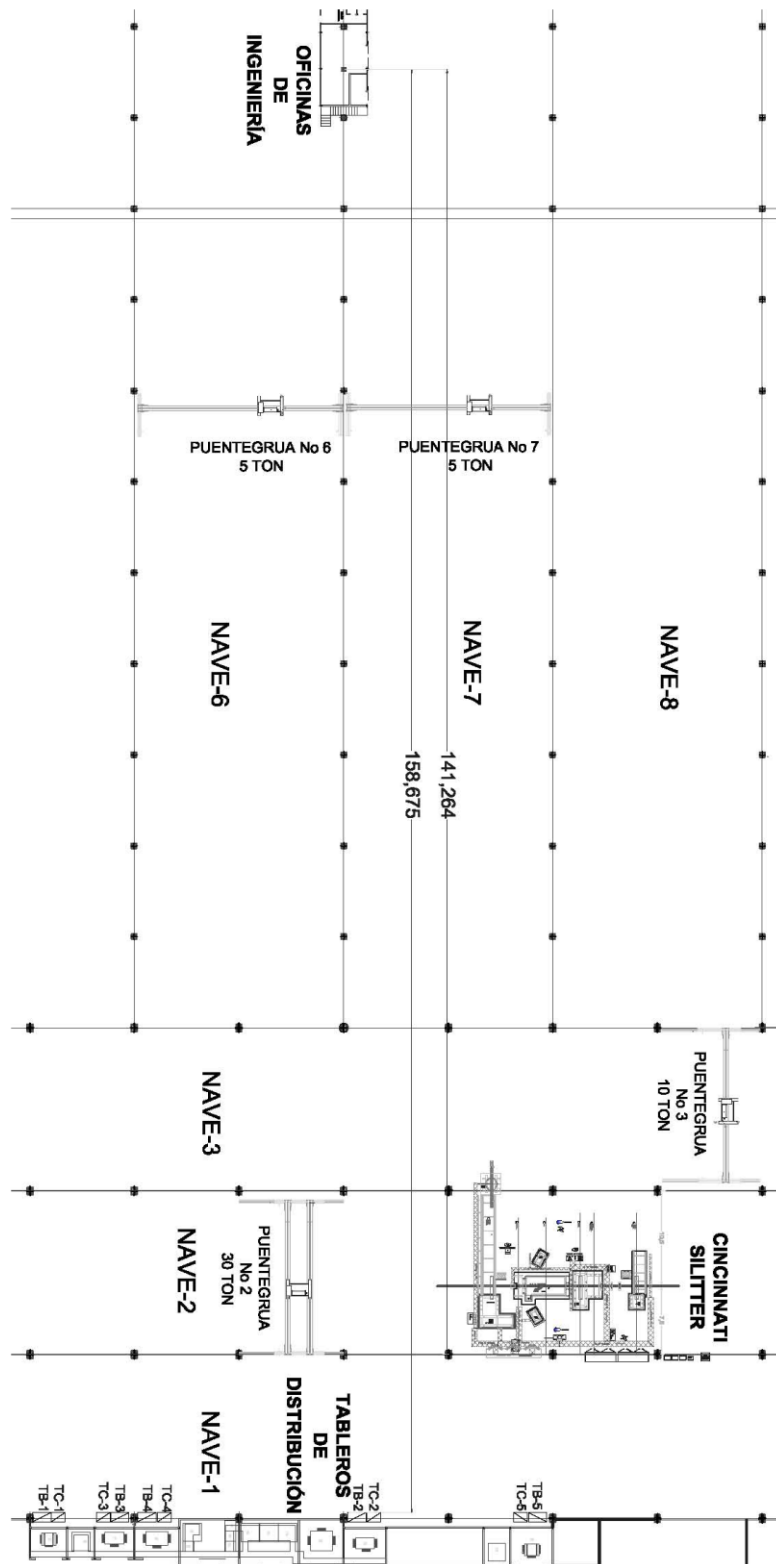 OFICINAS
DE
INGENIERÍA
PUENTEGRUA No 6
5 TON
PUENTEGRUA No 7
5 TON
NAVE-6
NAVE-7
NAVE-8
141,264
158,675
NAVE-3
PUENTEGRUA
No 3
10 TON
NAVE-2
PUENTEGRUA
No 2
30 TON
CINCINNATI
SILITTER
NAVE-1
TABLEROS
DE
DISTRIBUCIÓN
TC-1
TB-1
TB-3
TC-3
TC-4
TB-4
TC-2
TB-2
TB-5
TC-5